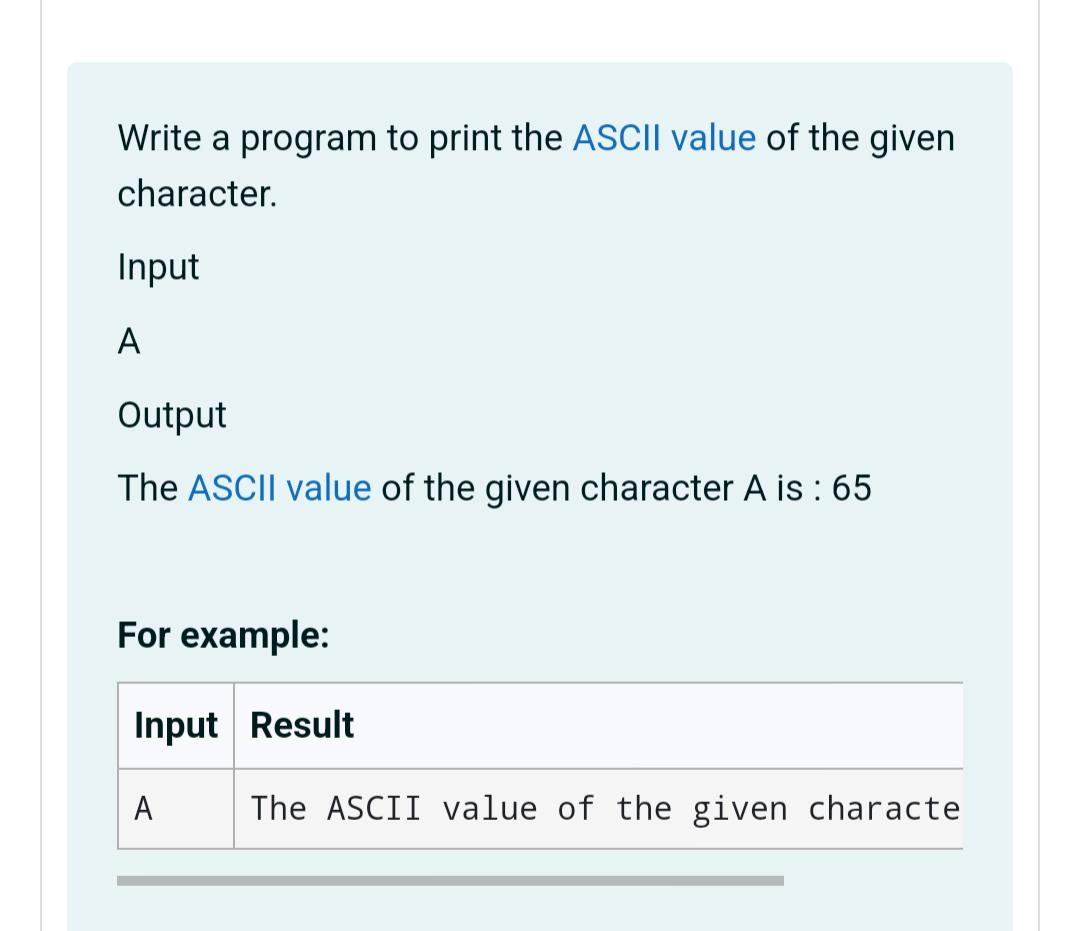 Write a program to print the ASCII value of the given
character.
Input
A
Output
The ASCII value of the given character A is : 65
For example:
Input Result
A The ASCII value of the given characte